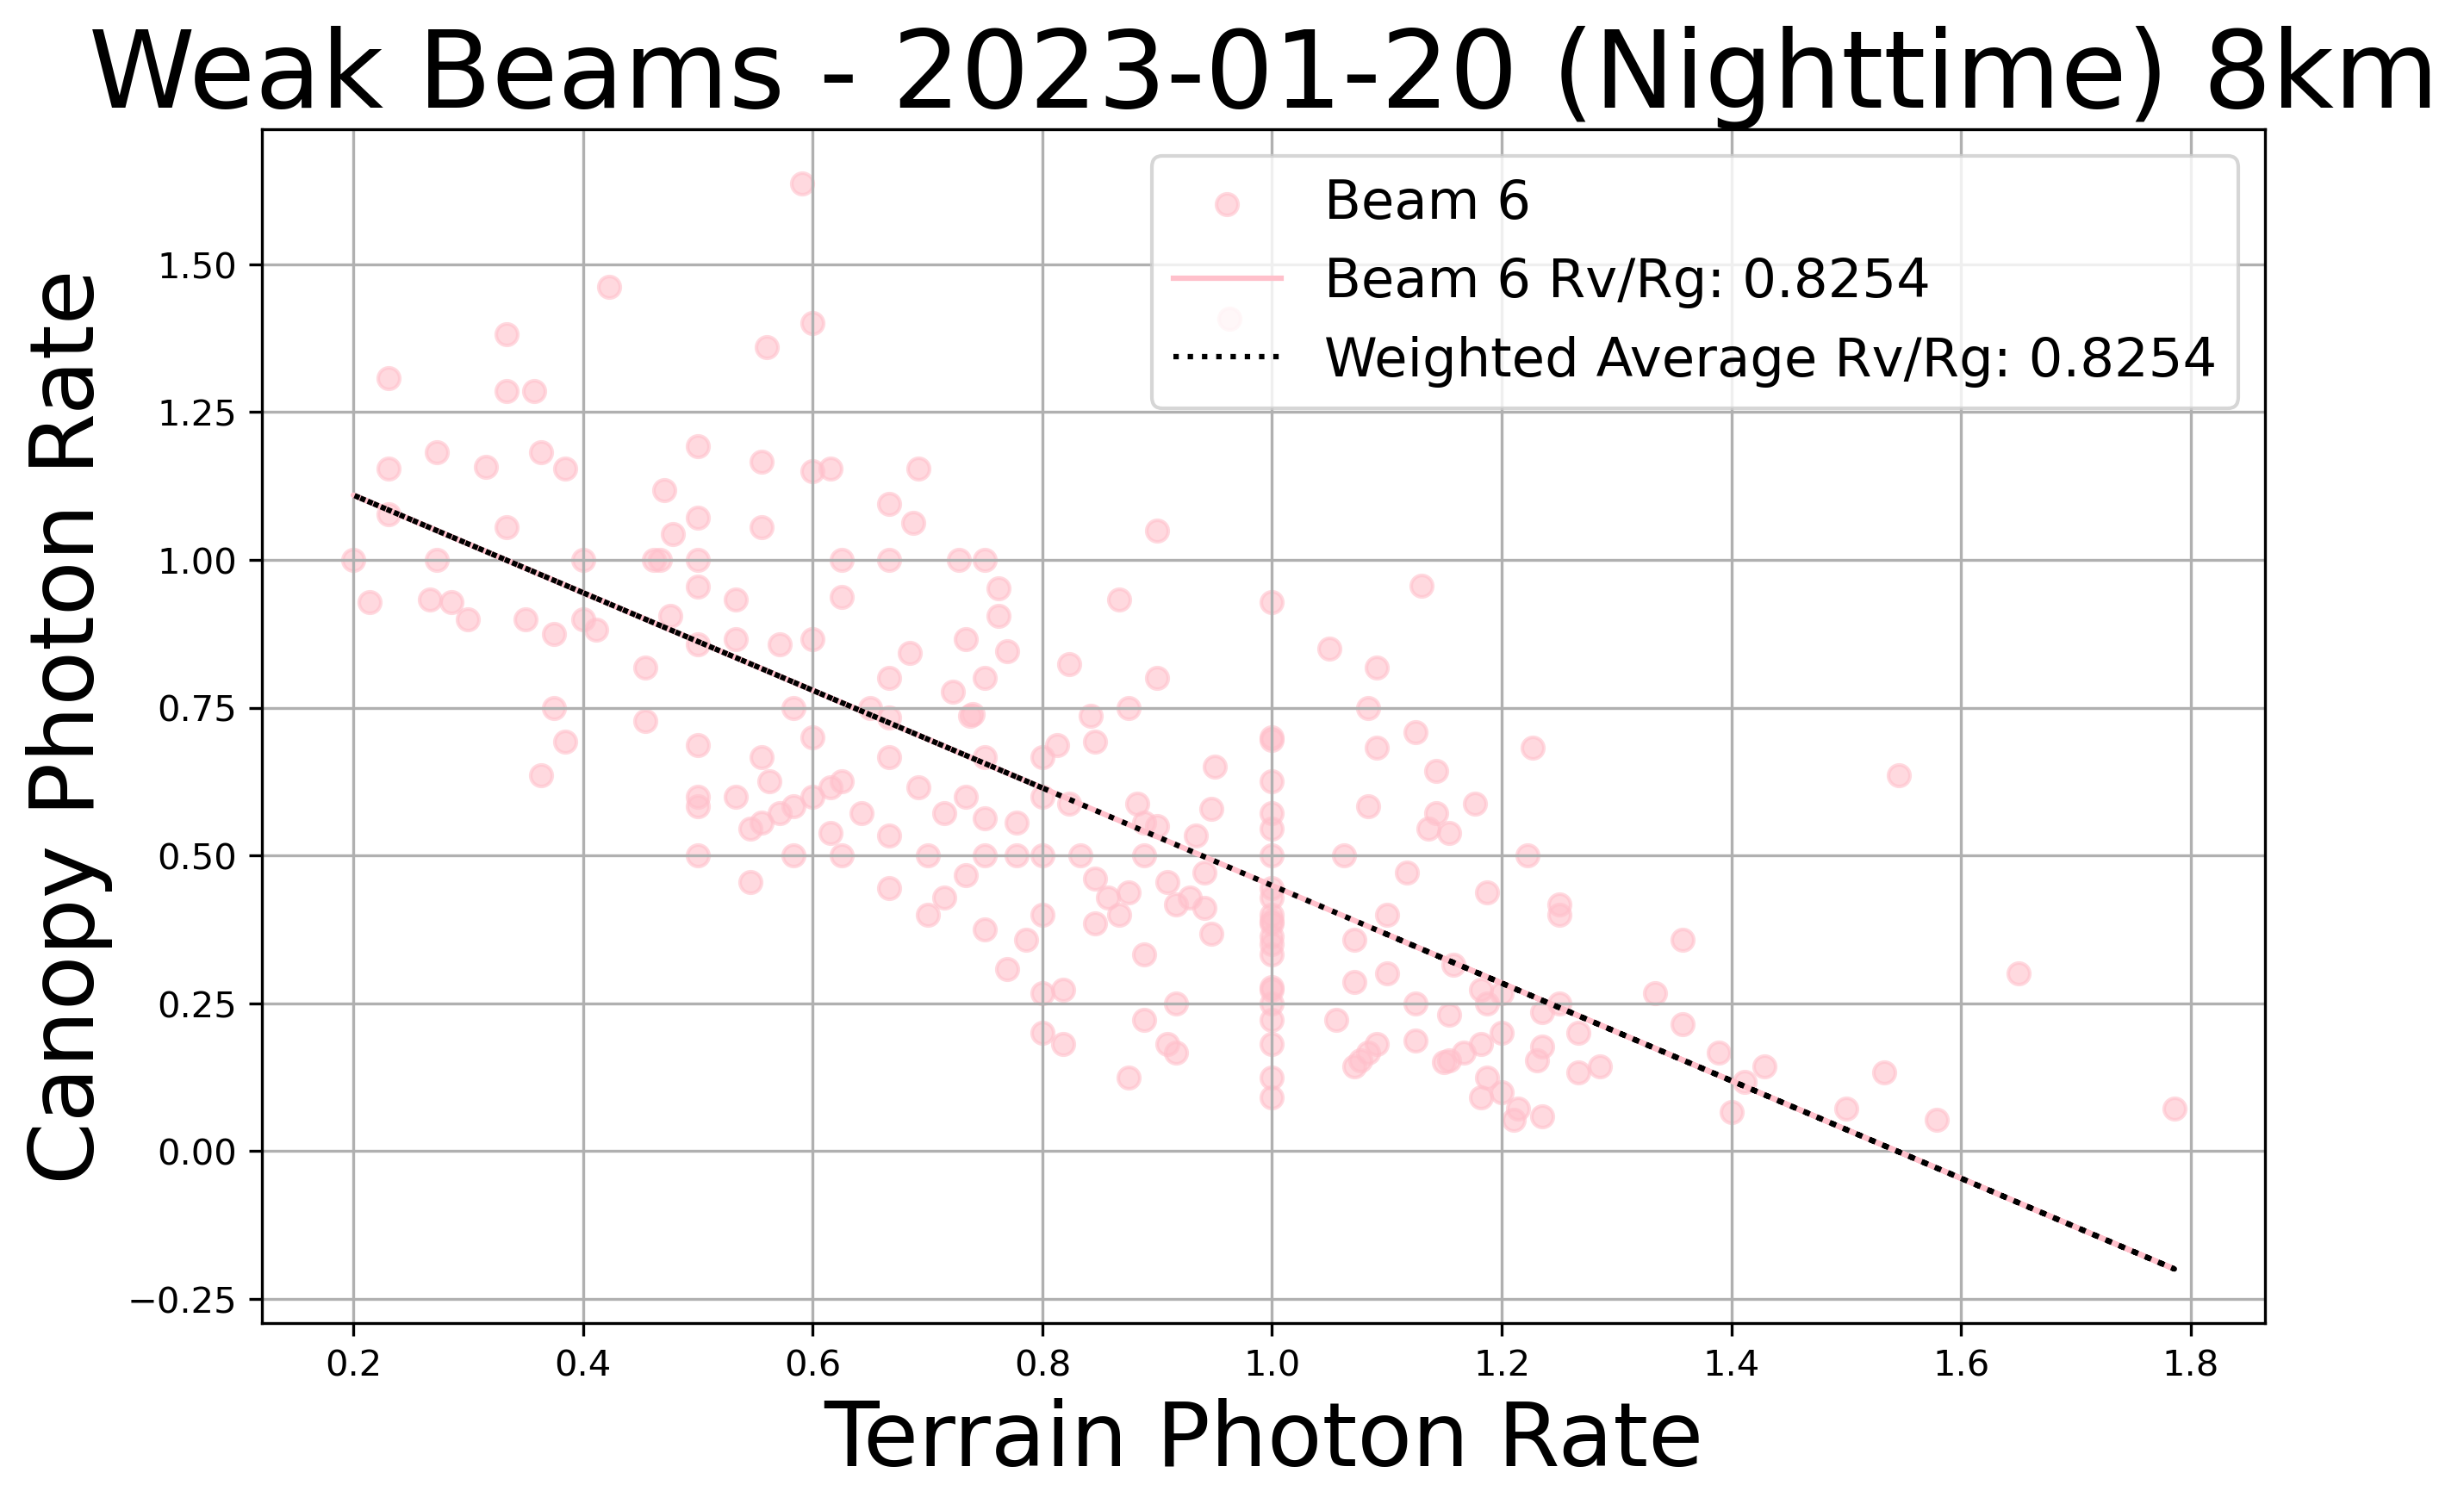 Weak Beams - 2023-01-20 (Nighttime) 8km
Beam 6
Beam 6 Rv/Rg: 0.8254
Weighted Average Rv/Rg: 0.8254
Canopy Photon Rate
1.50
1.25
1.00
0.75
0.50
0.25
0.00
−0.25
0.2 0.4 0.6 0.8 1.0 1.2 1.4 1.6 1.8
Terrain Photon Rate